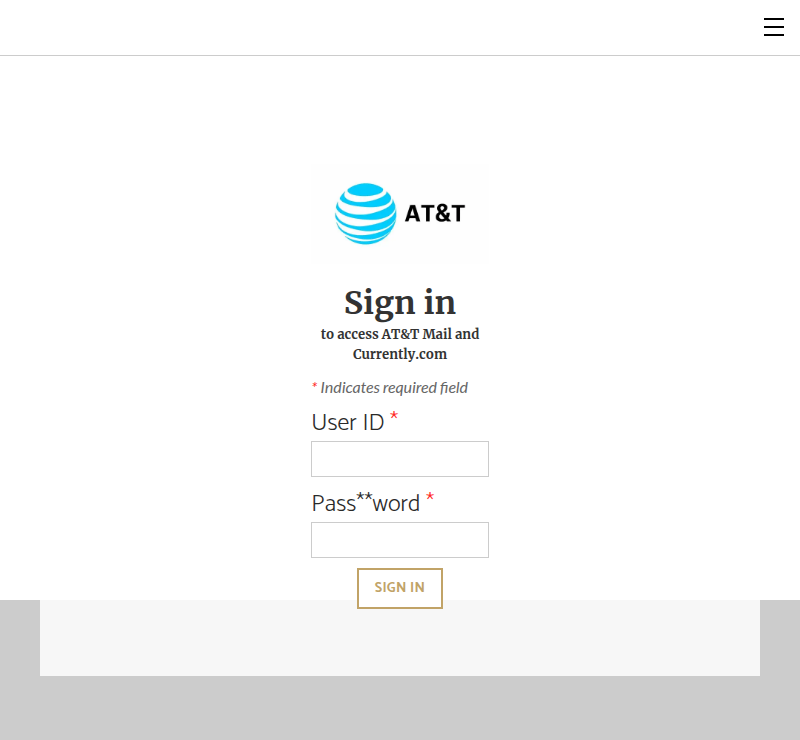 AT&T
Sign in
to access AT&T Mail and
Currently.com
* Indicates required field
User ID *
Pass**word *
SIGN IN